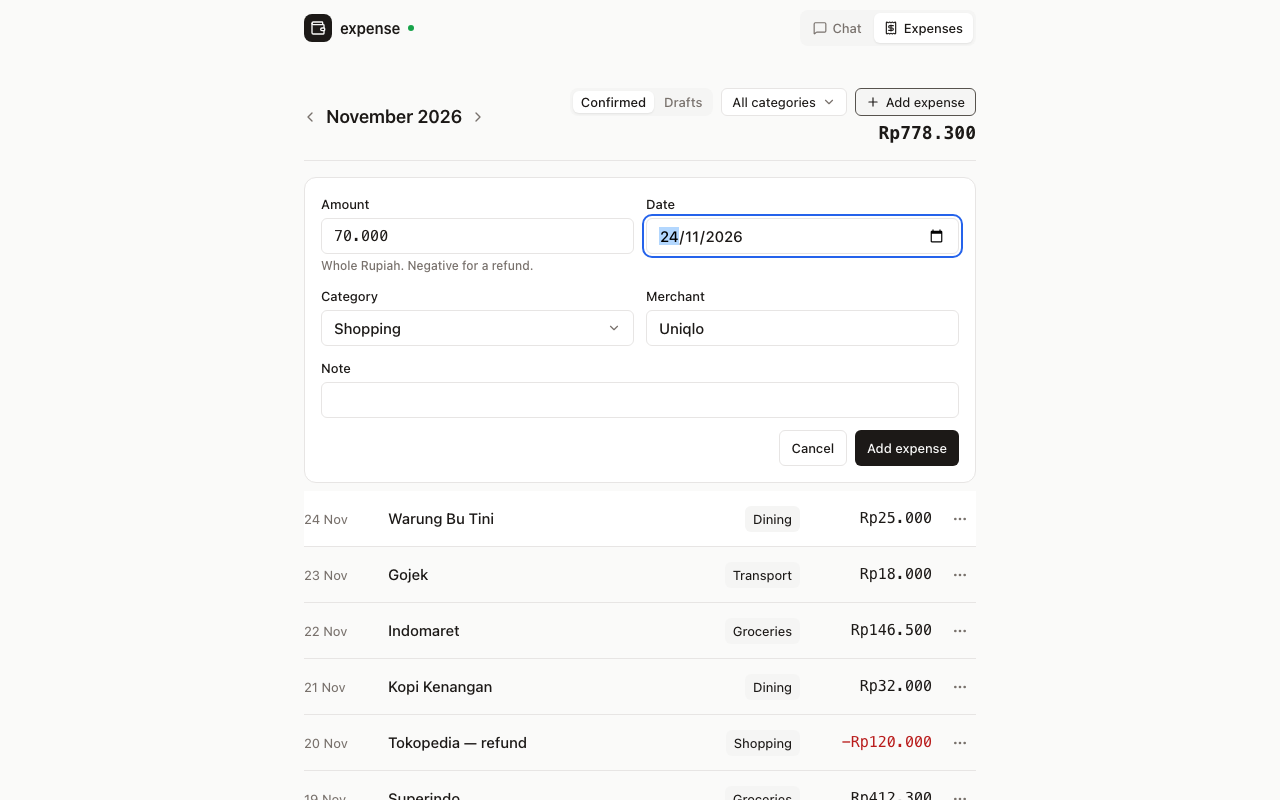 expense
Chat
Expenses
November 2026
Confirmed
Drafts
All categories
Add expense
Rp778.300
Amount
Date
70.000
24/11/2026
Whole Rupiah. Negative for a refund.
Category
Merchant
Shopping
Uniqlo
Note
Cancel
Add expense
24 Nov Warung Bu Tini Dining Rp25.000
23 Nov Gojek Transport Rp18.000
22 Nov Indomaret Groceries Rp146.500
21 Nov Kopi Kenangan Dining Rp32.000
20 Nov Tokopedia — refund Shopping −Rp120.000
19 Nov Superindo Groceries Rp412.300